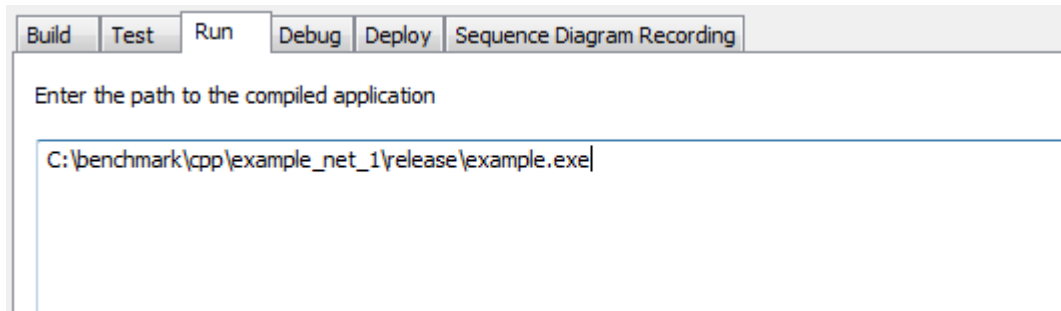 Build Test Run Debug Deploy Sequence Diagram Recording
Enter the path to the compiled application
C:\benchmark\cpp\example_net_1\release\example.exe